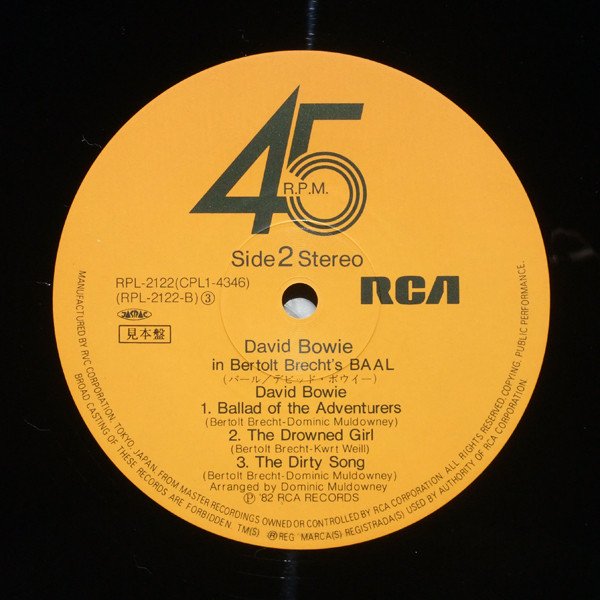 45
R.P.M.
Side 2 Stereo
RPL-2122(CPL1-4346)
(RPL-2122-B) ③
RCA
JASRAC
見本盤
David Bowie
in Bertolt Brecht's BAAL
(バール/デビッド・ボウイー)
David Bowie
1. Ballad of the Adventurers
(Bertolt Brecht-Dominic Muldowney)
2. The Drowned Girl
(Bertolt Brecht-Kwrt Weill)
3. The Dirty Song
(Bertolt Brecht-Dominic Muldowney)
Arranged by Dominic Muldowney
Ⓟ '82 RCA RECORDS
MANUFACTURED BY RVC CORPORATION, TOKYO, JAPAN, FROM MASTER RECORDINGS OWNED OR CONTROLLED BY RCA CORPORATION. ALL RIGHTS RESERVED, COPYING, PUBLIC PERFORMANCE,
BROAD CASTING OF THESE RECORDS ARE FORBIDDEN TM(S) ®REG MARCA(S) REGISTRADA(S) USED BY AUTHORITY OF RCA CORPORATION.